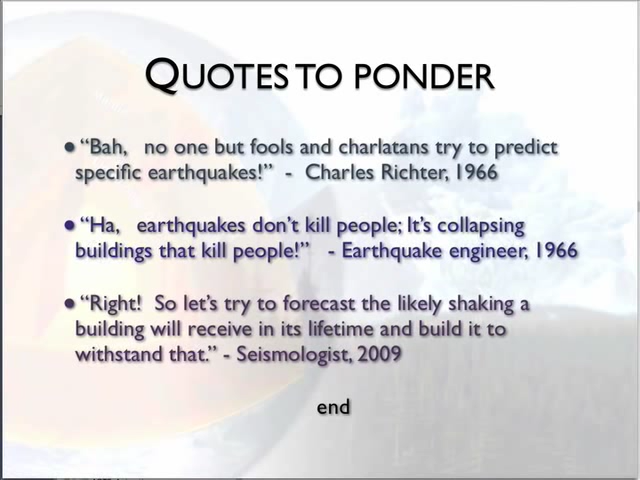 QUOTES TO PONDER
•“Bah, no one but fools and charlatans try to predict
specific earthquakes!” - Charles Richter, 1966
•“Ha, earthquakes don’t kill people; It’s collapsing
buildings that kill people!” - Earthquake engineer, 1966
•“Right! So let’s try to forecast the likely shaking a
building will receive in its lifetime and build it to
withstand that.” - Seismologist, 2009
end